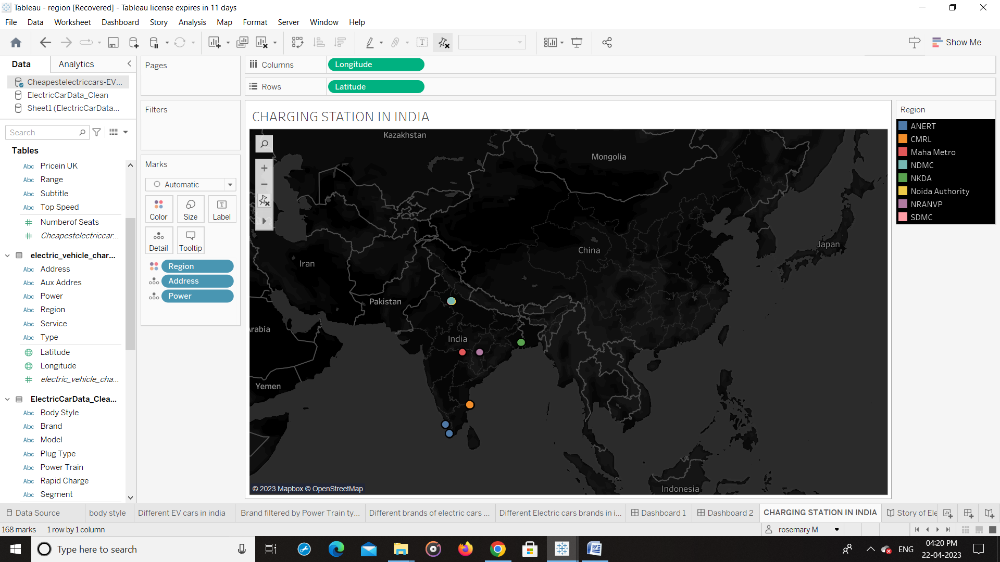 Tableau - region [Recovered] - Tableau license expires in 11 days
File Data Worksheet Dashboard Story Analysis Map Format Server Window Help
Show Me
Data Analytics
Cheapestelectriccars-EV...
ElectricCarData_Clean
Sheet1 (ElectricCarData...
Search
Tables
Abc Pricein UK
Abc Range
Abc Subtitle
Abc Top Speed
# Numberof Seats
# Cheapestelectriccar...
electric_vehicle_char...
Abc Address
Abc Aux Addres
Abc Power
Abc Region
Abc Service
Abc Type
Latitude
Longitude
# electric_vehicle_cha...
ElectricCarData_Clea...
Abc Body Style
Abc Brand
Abc Model
Abc Plug Type
Abc Power Train
Abc Rapid Charge
Abc Segment
Pages
Filters
Marks
Automatic
Color Size Label
Detail Tooltip
Region
Address
Power
Columns Longitude
Rows Latitude
CHARGING STATION IN INDIA
Kazakhstan
Mongolia
Japan
China
Iran
Pakistan
rabia
India
Yemen
Indonesia
© 2023 Mapbox © OpenStreetMap
Region
ANERT
CMRL
Maha Metro
NDMC
NKDA
Noida Authority
NRANVP
SDMC
Data Source body style Different EV cars in india Brand filtered by Power Train ty... Different brands of electric cars ... Different Electric cars brands in i... Dashboard 1 Dashboard 2 CHARGING STATION IN INDIA Story of Ele
168 marks 1 row by 1 column rosemary M
Type here to search
ENG
04:20 PM
22-04-2023